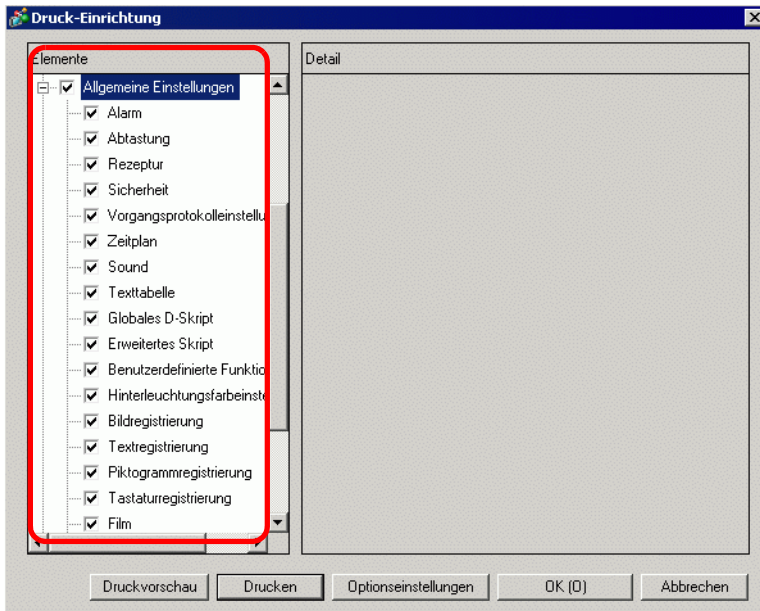 Druck-Einrichtung
Elemente
Detail
Allgemeine Einstellungen
Alarm
Abtastung
Rezeptur
Sicherheit
Vorgangsprotokolleinstellu
Zeitplan
Sound
Texttabelle
Globales D-Skript
Erweitertes Skript
Benutzerdefinierte Funktio
Hinterleuchtungsfarbeinste
Bildregistrierung
Textregistrierung
Piktogrammregistrierung
Tastaturregistrierung
Film
Druckvorschau Drucken Optionseinstellungen OK (O) Abbrechen